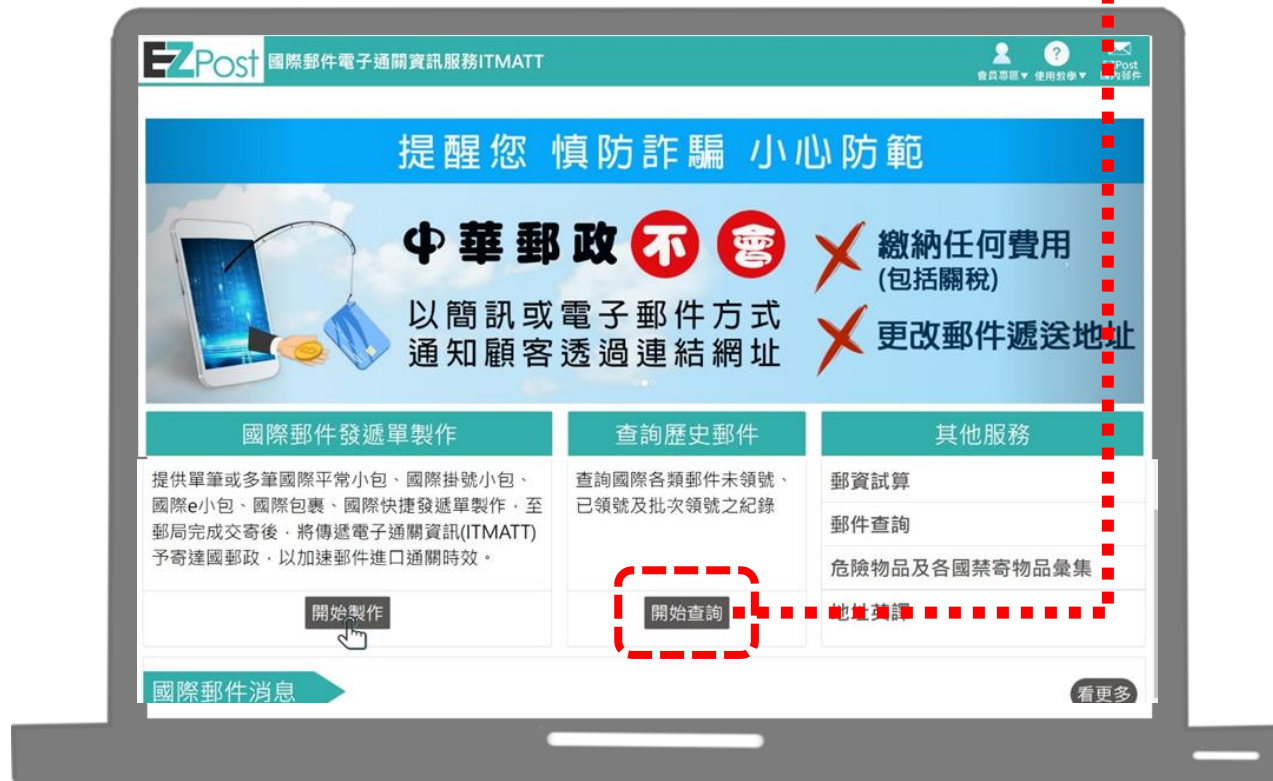 EZPost 國際郵件電子通關資訊服務ITMATT
會員專區▼ 使用教學▼ EZPost
國內郵件
?
提醒您 慎防詐騙 小心防範
中華郵政不會
以簡訊或電子郵件方式
通知顧客透過連結網址
繳納任何費用
(包括關稅)
更改郵件遞送地址
國際郵件發遞單製作
提供單筆或多筆國際平常小包、國際掛號小包、
國際e小包、國際包裹、國際快捷發遞單製作,至
郵局完成交寄後,將傳遞電子通關資訊(ITMATT)
予寄達國郵政,以加速郵件進口通關時效。
開始製作
查詢歷史郵件
查詢國際各類郵件未領號、
已領號及批次領號之紀錄
開始查詢
其他服務
郵資試算
郵件查詢
危險物品及各國禁寄物品彙集
地址英譯
國際郵件消息
看更多